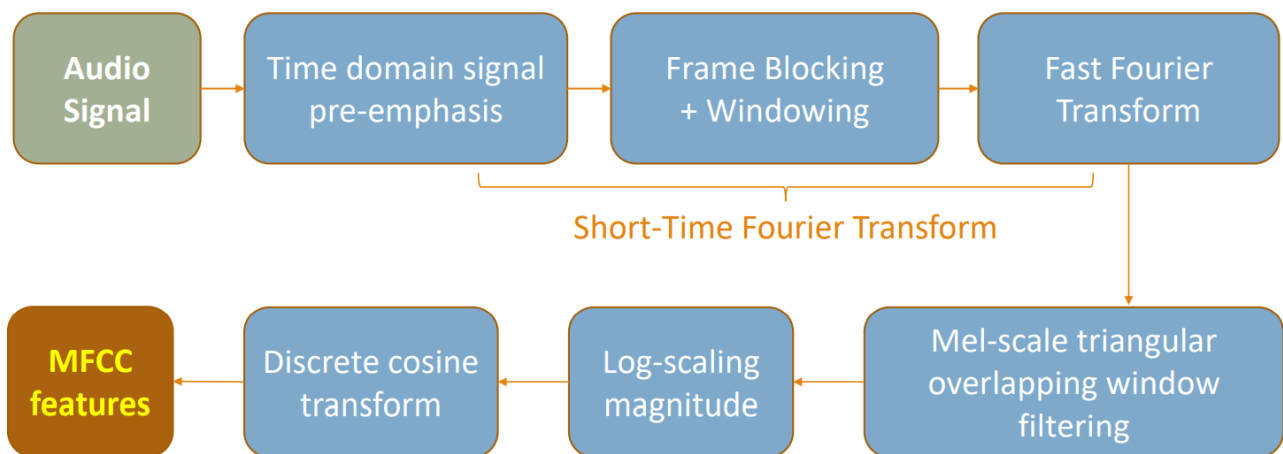 Audio
Signal
Time domain signal
pre-emphasis
Frame Blocking
+ Windowing
Fast Fourier
Transform
Short-Time Fourier Transform
MFCC
features
Discrete cosine
transform
Log-scaling
magnitude
Mel-scale triangular
overlapping window
filtering